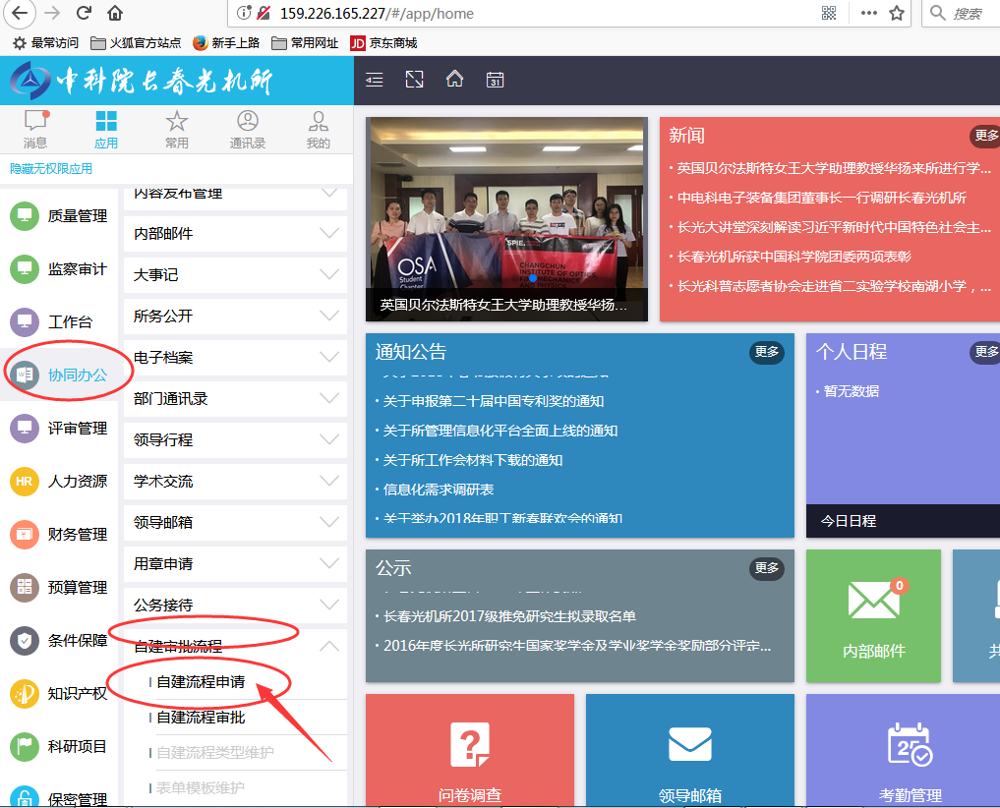 159.226.165.227/#/app/home
搜索
最常访问
火狐官方站点
新手上路
常用网址
JD 京东商城
中科院长春光机所
31
消息
应用
常用
通讯录
我的
隐藏无权限应用
质量管理
监察审计
工作台
W
协同办公
评审管理
HR
人力资源
财务管理
预算管理
条件保障
知识产权
科研项目
保密管理
内容发布管理
内部邮件
大事记
所务公开
电子档案
部门通讯录
领导行程
学术交流
领导邮箱
用章申请
公务接待
自建审批流程
自建流程申请
自建流程审批
自建流程类型维护
表单模板维护
OSA
Student
Chapter
SPIE.
CHANGCHUN
INSTITUTE OF OPTICS
英国贝尔法斯特女王大学助理教授华扬...
新闻
更多
· 英国贝尔法斯特女王大学助理教授华扬来所进行学...
· 中电科电子装备集团董事长一行调研长春光机所
· 长光大讲堂深刻解读习近平新时代中国特色社会主...
· 长春光机所获中国科学院团委两项表彰
· 长光科普志愿者协会走进省二实验学校南湖小学，...
通知公告
更多
· 关于申报第二十届中国专利奖的通知
· 关于所管理信息化平台全面上线的通知
· 关于所工作会材料下载的通知
· 信息化需求调研表
· 关于举办2018年职工新春联欢会的通知
个人日程
更多
· 暂无数据
今日日程
公示
更多
· 长春光机所2017级推免研究生拟录取名单
· 2016年度长光所研究生国家奖学金及学业奖学金奖励部分评定...
0
内部邮件
共
?
问卷调查
领导邮箱
25
考勤管理